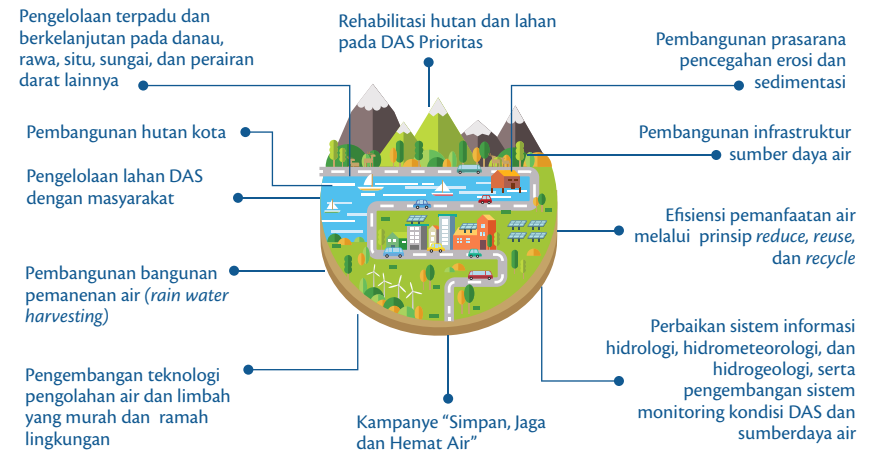 Pengelolaan terpadu dan
berkelanjutan pada danau,
rawa, situ, sungai, dan perairan
darat lainnya
Rehabilitasi hutan dan lahan
pada DAS Prioritas
Pembangunan prasarana
pencegahan erosi dan
sedimentasi
Pembangunan hutan kota
Pembangunan infrastruktur
sumber daya air
Pengelolaan lahan DAS
dengan masyarakat
Efisiensi pemanfaatan air
melalui prinsip reduce, reuse,
dan recycle
Pembangunan bangunan
pemanenan air (rain water
harvesting)
Perbaikan sistem informasi
hidrologi, hidrometeorologi, dan
hidrogeologi, serta
pengembangan sistem
monitoring kondisi DAS dan
sumberdaya air
Pengembangan teknologi
pengolahan air dan limbah
yang murah dan ramah
lingkungan
Kampanye “Simpan, Jaga
dan Hemat Air”